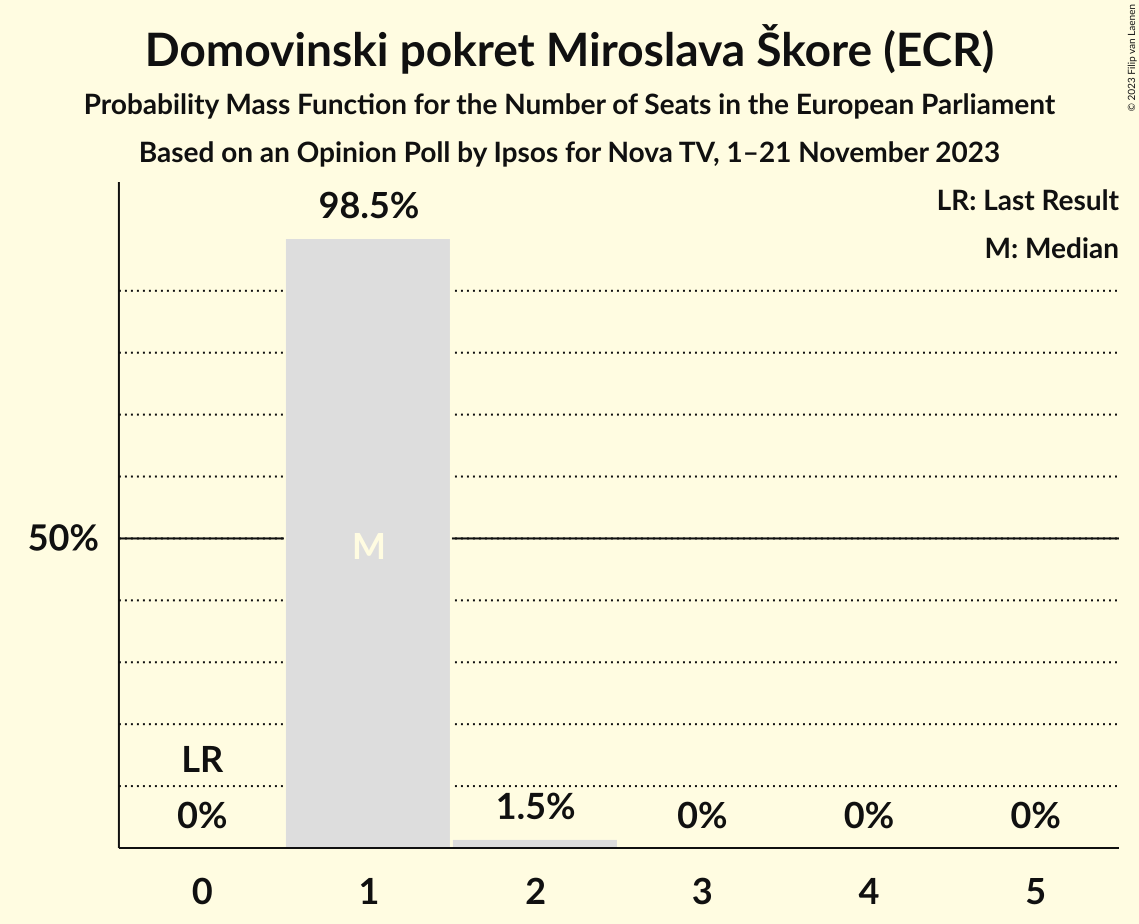 Domovinski pokret Miroslava Škore (ECR)
Probability Mass Function for the Number of Seats in the European Parliament
Based on an Opinion Poll by Ipsos for Nova TV, 1–21 November 2023
© 2023 Filip van Laenen
LR: Last Result
M: Median
98.5%
50%
M
LR
0%
1.5%
0%
0%
0%
0
1
2
3
4
5